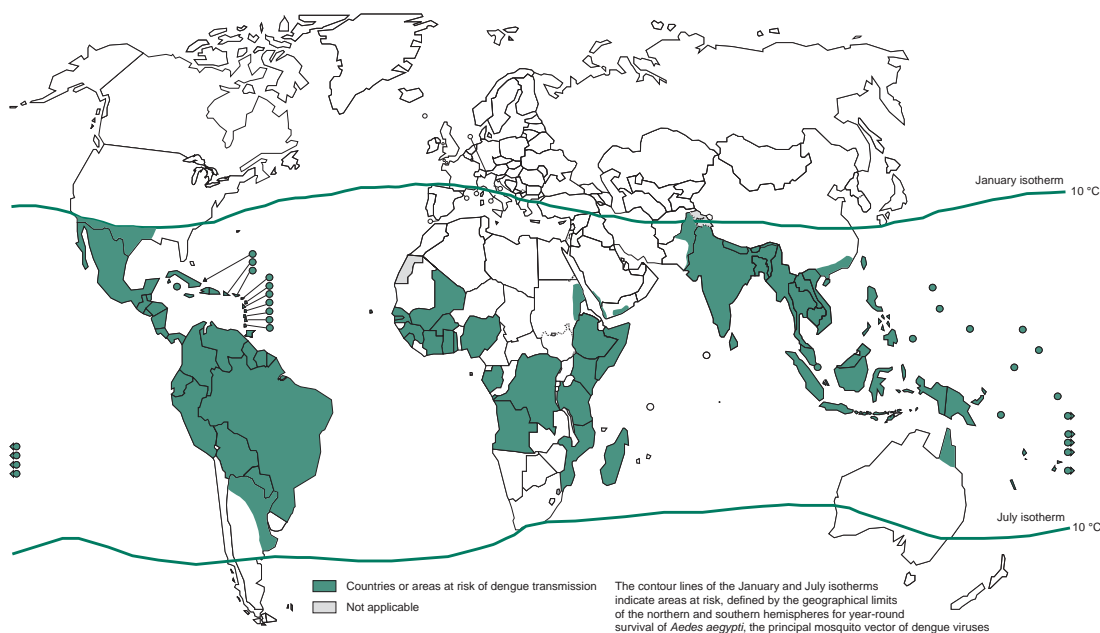 January isotherm
10 °C
July isotherm
10 °C
Countries or areas at risk of dengue transmission
Not applicable
The contour lines of the January and July isotherms
indicate areas at risk, defined by the geographical limits
of the northern and southern hemispheres for year-round
survival of Aedes aegypti, the principal mosquito vector of dengue viruses